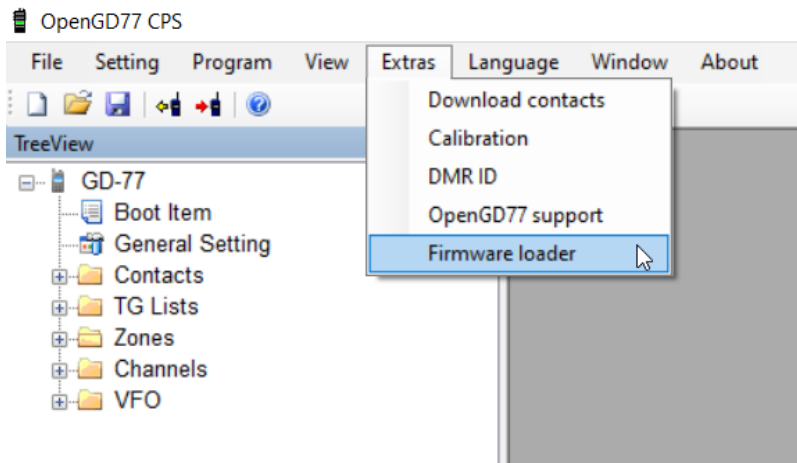 OpenGD77 CPS
File Setting Program View Extras Language Window About
TreeView
GD-77
Boot Item
General Setting
Contacts
TG Lists
Zones
Channels
VFO
Download contacts
Calibration
DMR ID
OpenGD77 support
Firmware loader